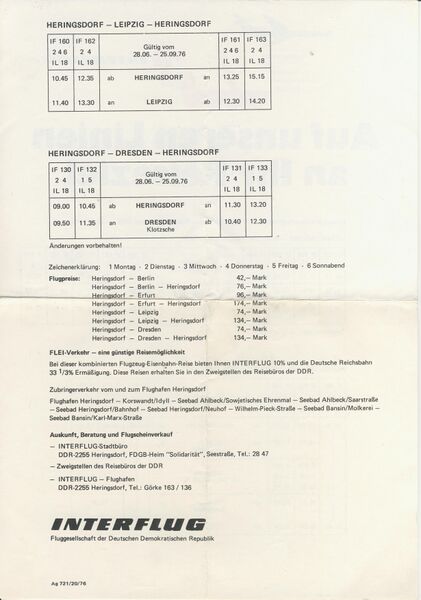 HERINGSDORF – LEIPZIG – HERINGSDORF
IF 160 IF 162 Gültig vom IF 161 IF 163
2 4 6 2 4 28.06. – 25.09.76 2 4 6 2 4
IL 18 IL 18 IL 18 IL 18
10.45 12.35 ab HERINGSDORF an 13.25 15.15
11.40 13.30 an LEIPZIG ab 12.30 14.20
HERINGSDORF – DRESDEN – HERINGSDORF
IF 130 IF 132 Gültig vom IF 131 IF 133
2 4 1 5 28.06. – 25.09.76 2 4 1 5
IL 18 IL 18 IL 18 IL 18
09.00 10.45 ab HERINGSDORF an 11.30 13.20
09.50 11.35 an DRESDEN ab 10.40 12.30
Klotzsche
Änderungen vorbehalten!
Zeichenerklärung: 1 Montag · 2 Dienstag · 3 Mittwoch · 4 Donnerstag · 5 Freitag · 6 Sonnabend
Flugpreise: Heringsdorf – Berlin 42,– Mark
Heringsdorf – Berlin – Heringsdorf 76,– Mark
Heringsdorf – Erfurt 96,– Mark
Heringsdorf – Erfurt – Heringsdorf 174,– Mark
Heringsdorf – Leipzig 74,– Mark
Heringsdorf – Leipzig – Heringsdorf 134,– Mark
Heringsdorf – Dresden 74,– Mark
Heringsdorf – Dresden – Heringsdorf 134,– Mark
FLEI-Verkehr – eine günstige Reisemöglichkeit
Bei dieser kombinierten Flugzeug-Eisenbahn-Reise bieten Ihnen INTERFLUG 10% und die Deutsche Reichsbahn
33 1/3% Ermäßigung. Diese Reisen erhalten Sie in den Zweigstellen des Reisebüros der DDR.
Zubringerverkehr vom und zum Flughafen Heringsdorf
Flughafen Heringsdorf – Korswandt/Idyll – Seebad Ahlbeck/Sowjetisches Ehrenmal – Seebad Ahlbeck/Saarstraße
– Seebad Heringsdorf/Bahnhof – Seebad Heringsdorf/Neuhof – Wilhelm-Pieck-Straße – Seebad Bansin/Molkerei –
Seebad Bansin/Karl-Marx-Straße
Auskunft, Beratung und Flugscheinverkauf
– INTERFLUG-Stadtbüro
DDR-2255 Heringsdorf, FDGB-Heim "Solidarität", Seestraße, Tel.: 28 47
– Zweigstellen des Reisebüros der DDR
– INTERFLUG – Flughafen
DDR-2255 Heringsdorf, Tel.: Görke 163 / 136
INTERFLUG
Fluggesellschaft der Deutschen Demokratischen Republik
Ag 721/20/76